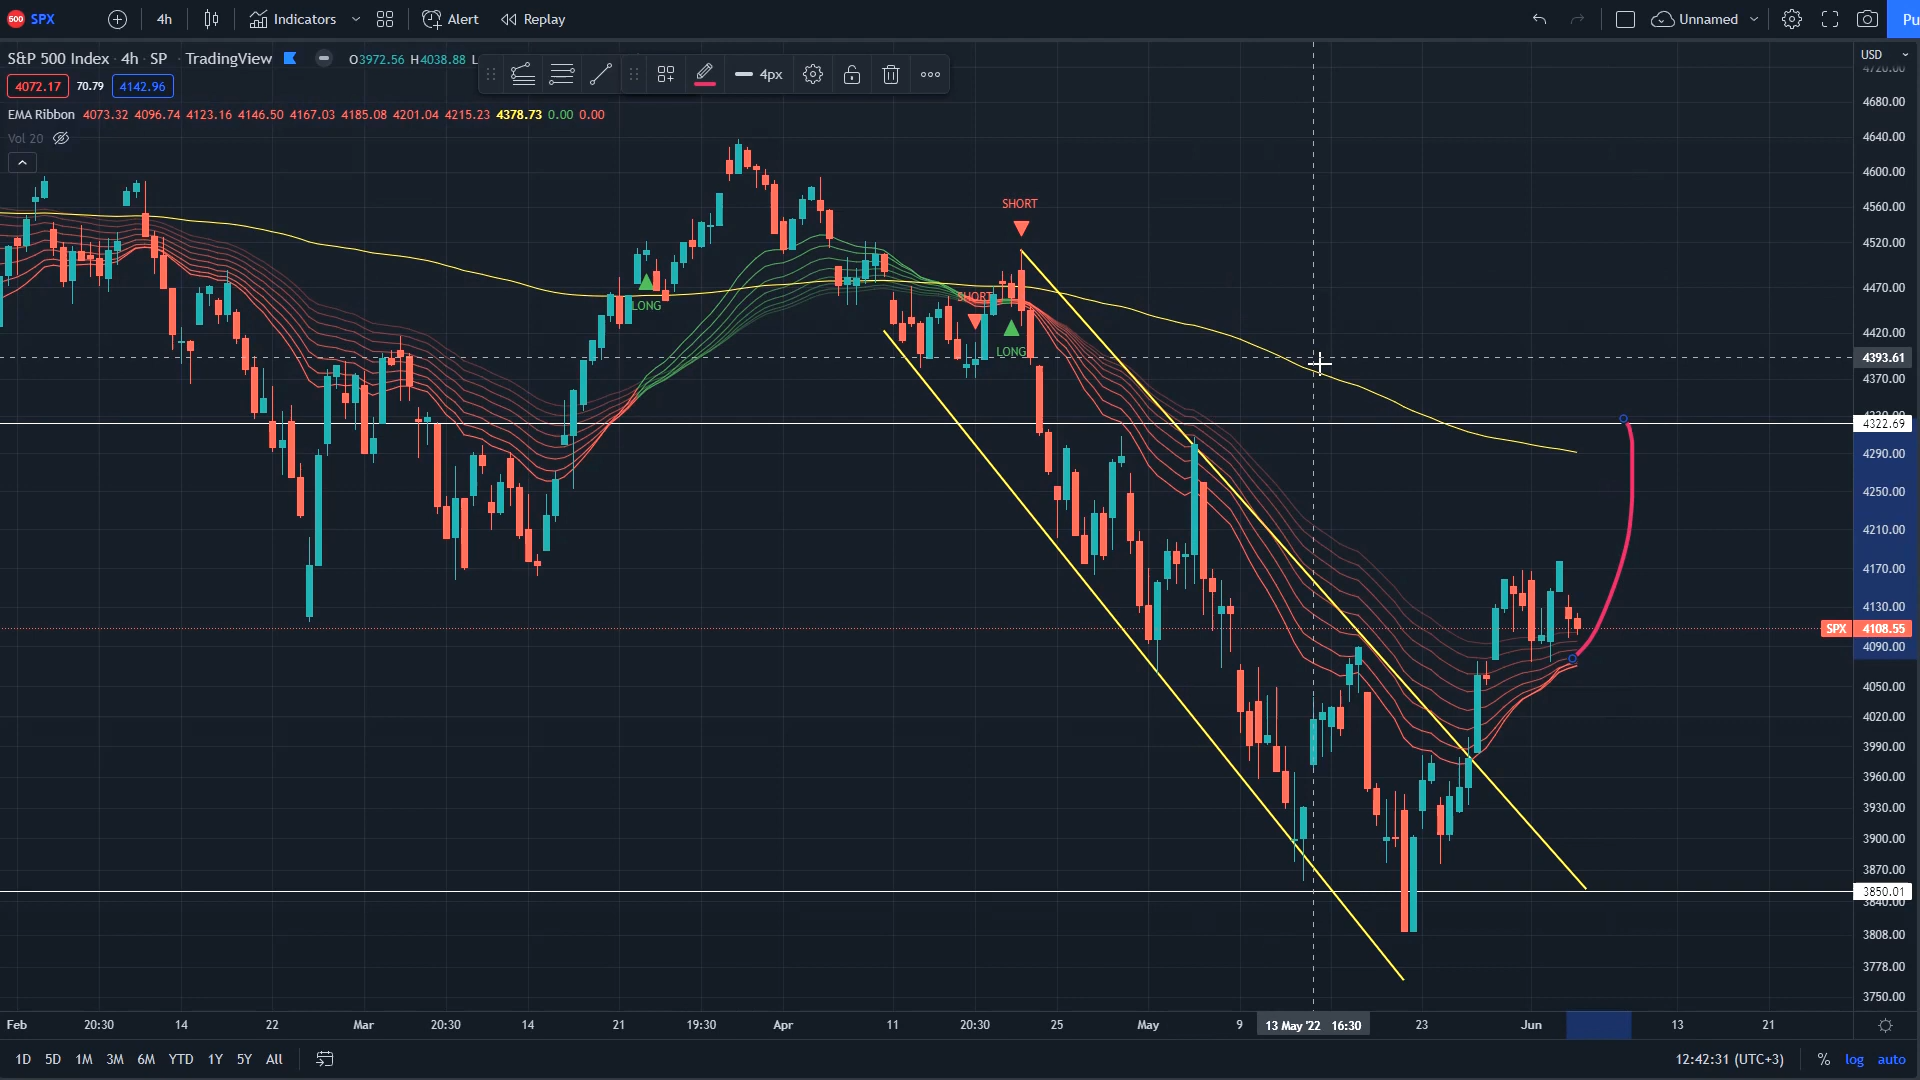 500 SPX 4h Indicators Alert Replay Unnamed Pu
S&P 500 Index · 4h · SP · TradingView O3972.56 H4038.88 L
4px
4072.17 70.79 4142.96
EMA Ribbon 4073.32 4096.74 4123.16 4146.50 4167.03 4185.08 4201.04 4215.23 4378.73 0.00 0.00
Vol 20
USD
4720.00
4680.00
4640.00
4600.00
4560.00
4520.00
4470.00
4420.00
4393.61
4370.00
4330.00
4322.69
4290.00
4250.00
4210.00
4170.00
4130.00
SPX 4108.55
4090.00
4050.00
4020.00
3990.00
3960.00
3930.00
3900.00
3870.00
3850.01
3840.00
3808.00
3778.00
3750.00
SHORT
SHORT
LONG
LONG
Feb 20:30 14 22 Mar 20:30 14 21 19:30 Apr 11 20:30 25 May 9 13 May '22 16:30 23 Jun 13 21
1D 5D 1M 3M 6M YTD 1Y 5Y All 12:42:31 (UTC+3) % log auto